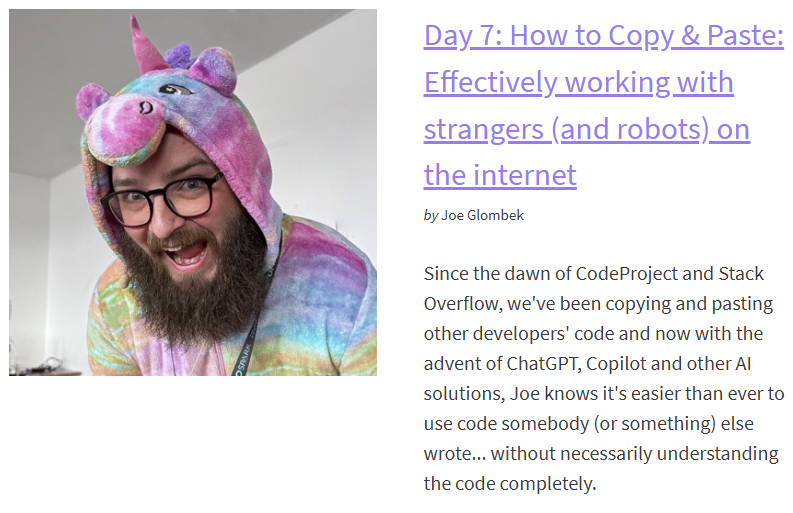 Day 7: How to Copy & Paste:
Effectively working with
strangers (and robots) on
the internet
by Joe Glombek
Since the dawn of CodeProject and Stack
Overflow, we've been copying and pasting
other developers' code and now with the
advent of ChatGPT, Copilot and other AI
solutions, Joe knows it's easier than ever to
use code somebody (or something) else
wrote... without necessarily understanding
the code completely.